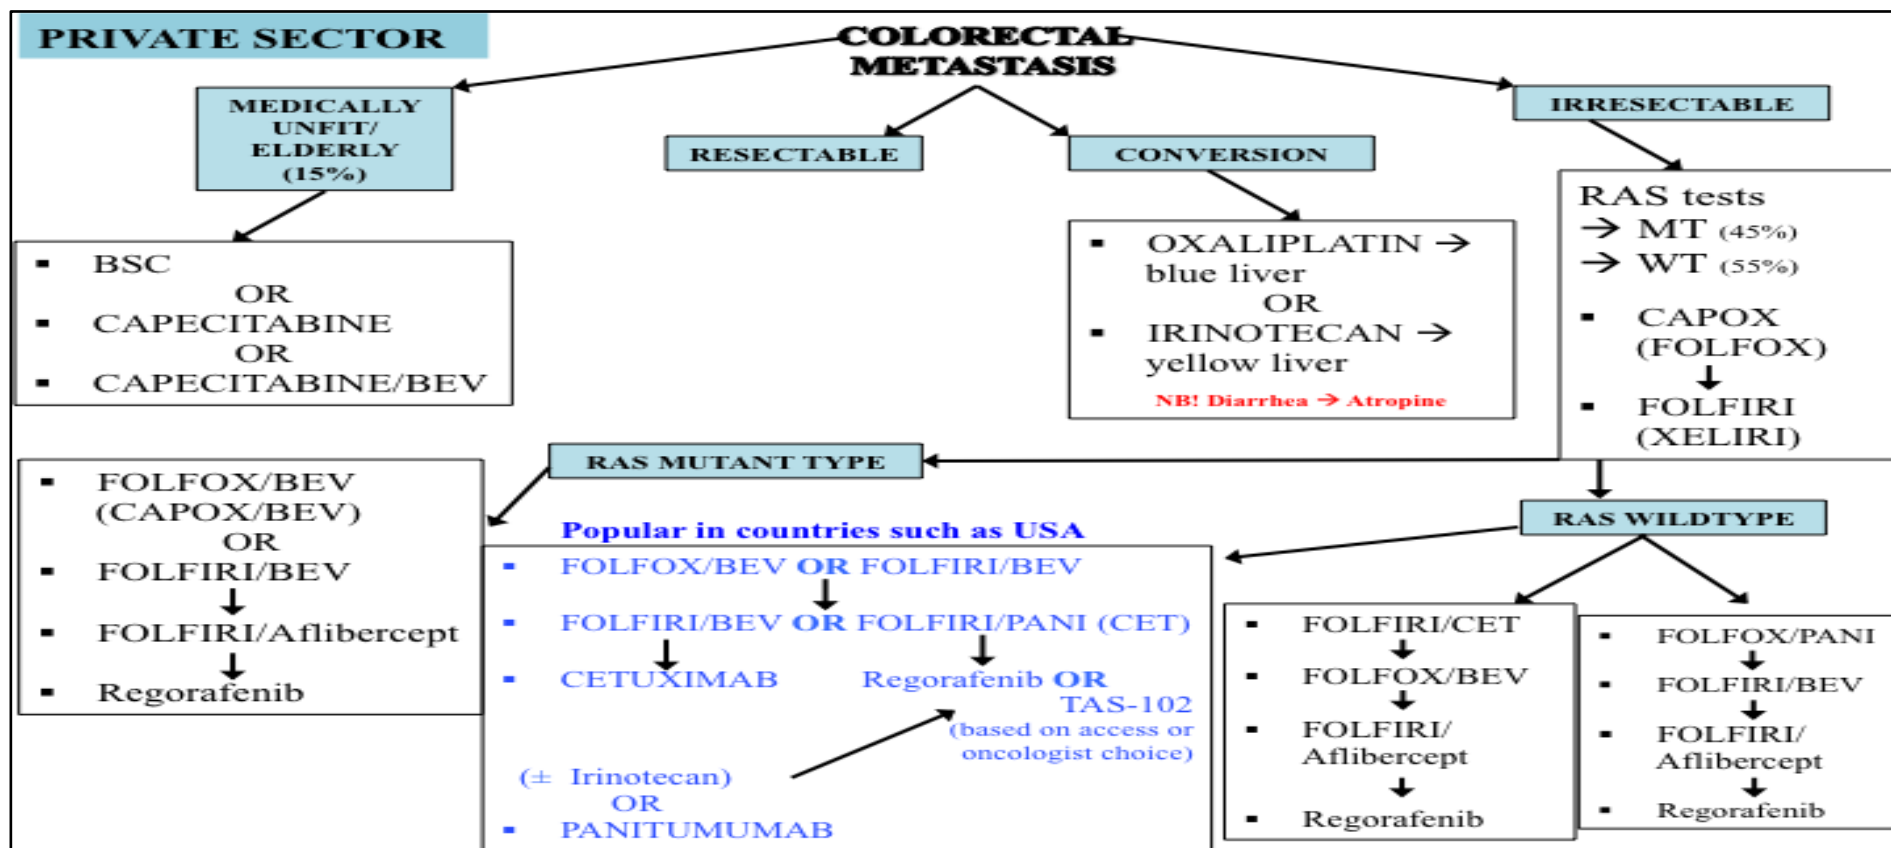 PRIVATE SECTOR
COLORECTAL
METASTASIS
MEDICALLY
UNFIT/
ELDERLY
(15%)
RESECTABLE
CONVERSION
IRRESECTABLE
▪ BSC
OR
▪ CAPECITABINE
OR
▪ CAPECITABINE/BEV
▪ OXALIPLATIN →
blue liver
OR
▪ IRINOTECAN →
yellow liver
NB! Diarrhea → Atropine
RAS tests
→ MT (45%)
→ WT (55%)
▪ CAPOX
(FOLFOX)
▪ FOLFIRI
(XELIRI)
RAS MUTANT TYPE
▪ FOLFOX/BEV
(CAPOX/BEV)
OR
▪ FOLFIRI/BEV
▪ FOLFIRI/Aflibercept
▪ Regorafenib
RAS WILDTYPE
Popular in countries such as USA
▪ FOLFOX/BEV OR FOLFIRI/BEV
▪ FOLFIRI/BEV OR FOLFIRI/PANI (CET)
▪ CETUXIMAB Regorafenib OR
TAS-102
(based on access or
oncologist choice)
(± Irinotecan)
OR
▪ PANITUMUMAB
▪ FOLFIRI/CET
▪ FOLFOX/BEV
▪ FOLFIRI/
Aflibercept
▪ Regorafenib
▪ FOLFOX/PANI
▪ FOLFIRI/BEV
▪ FOLFIRI/
Aflibercept
▪ Regorafenib